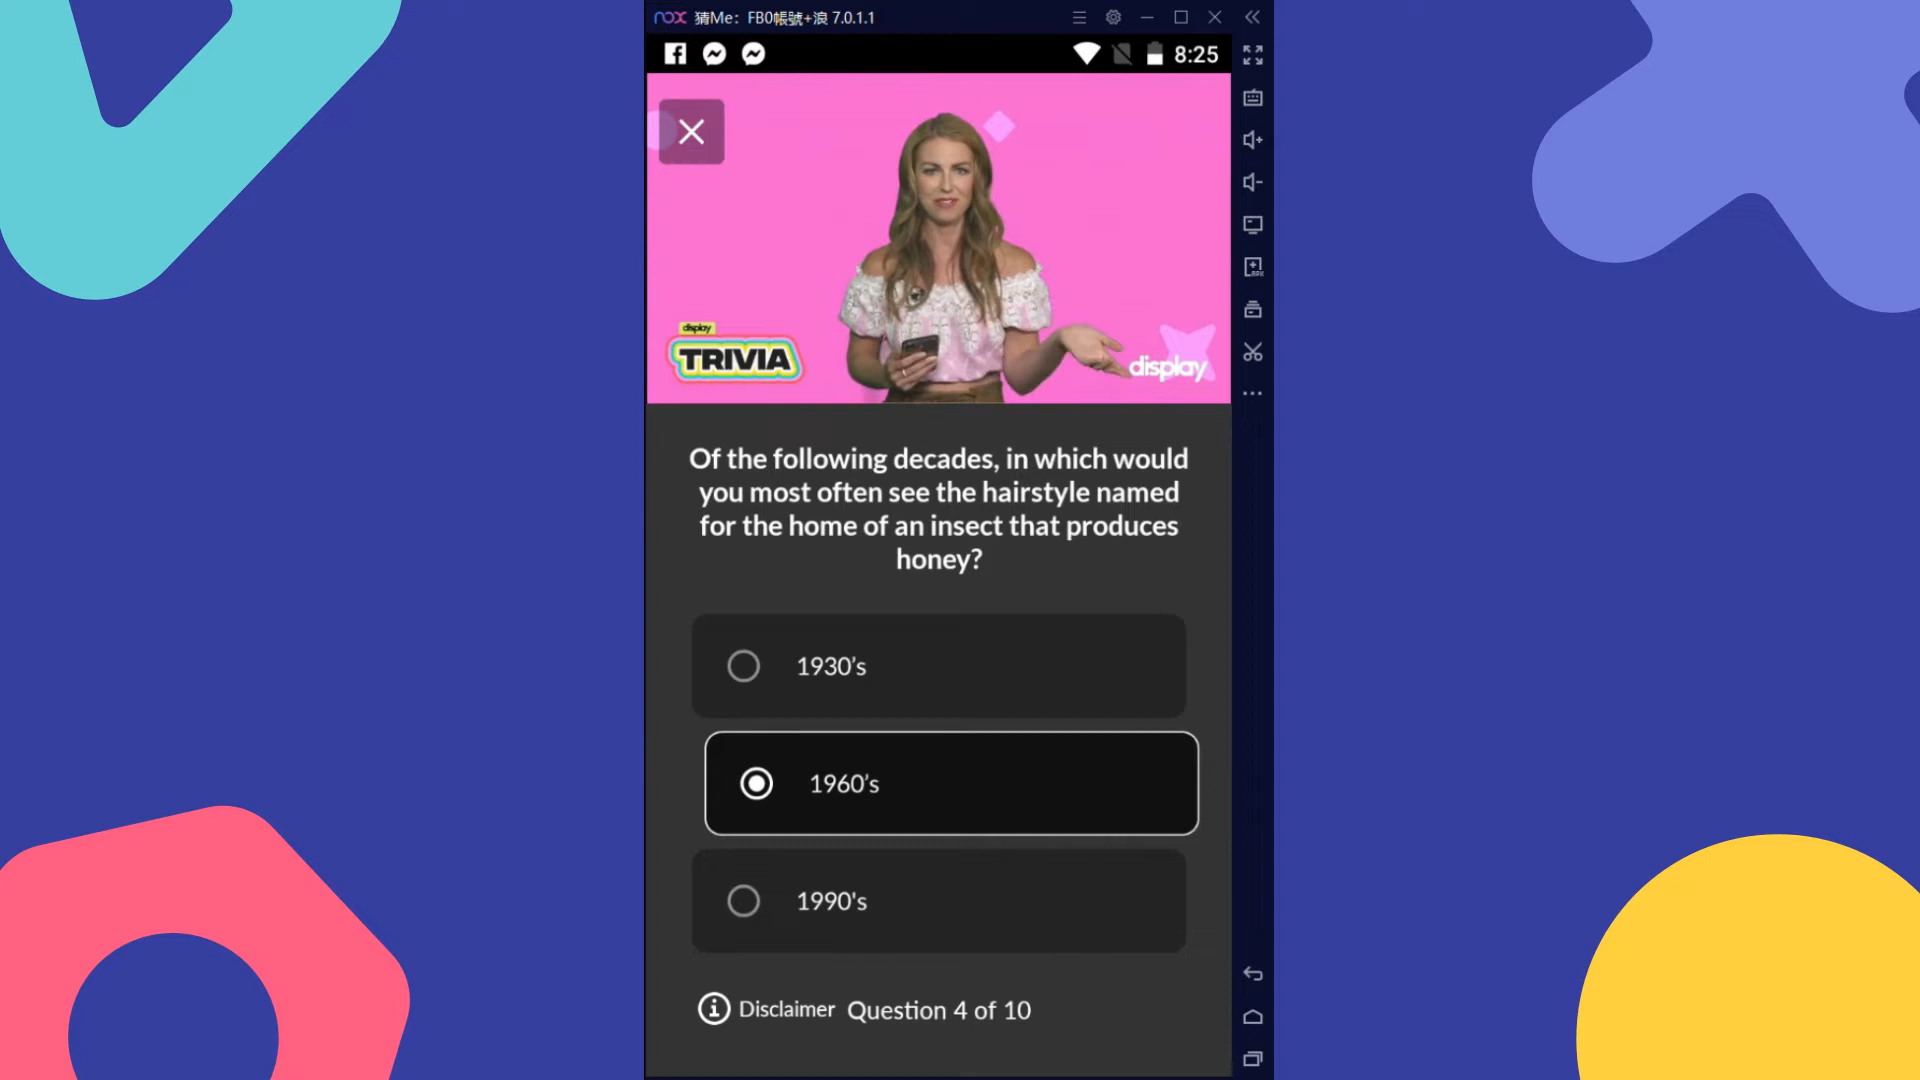 nox 猜Me：FB0帳號+浪 7.0.1.1
8:25
display
TRIVIA
display
Of the following decades, in which would
you most often see the hairstyle named
for the home of an insect that produces
honey?
1930's
1960's
1990's
Disclaimer Question 4 of 10